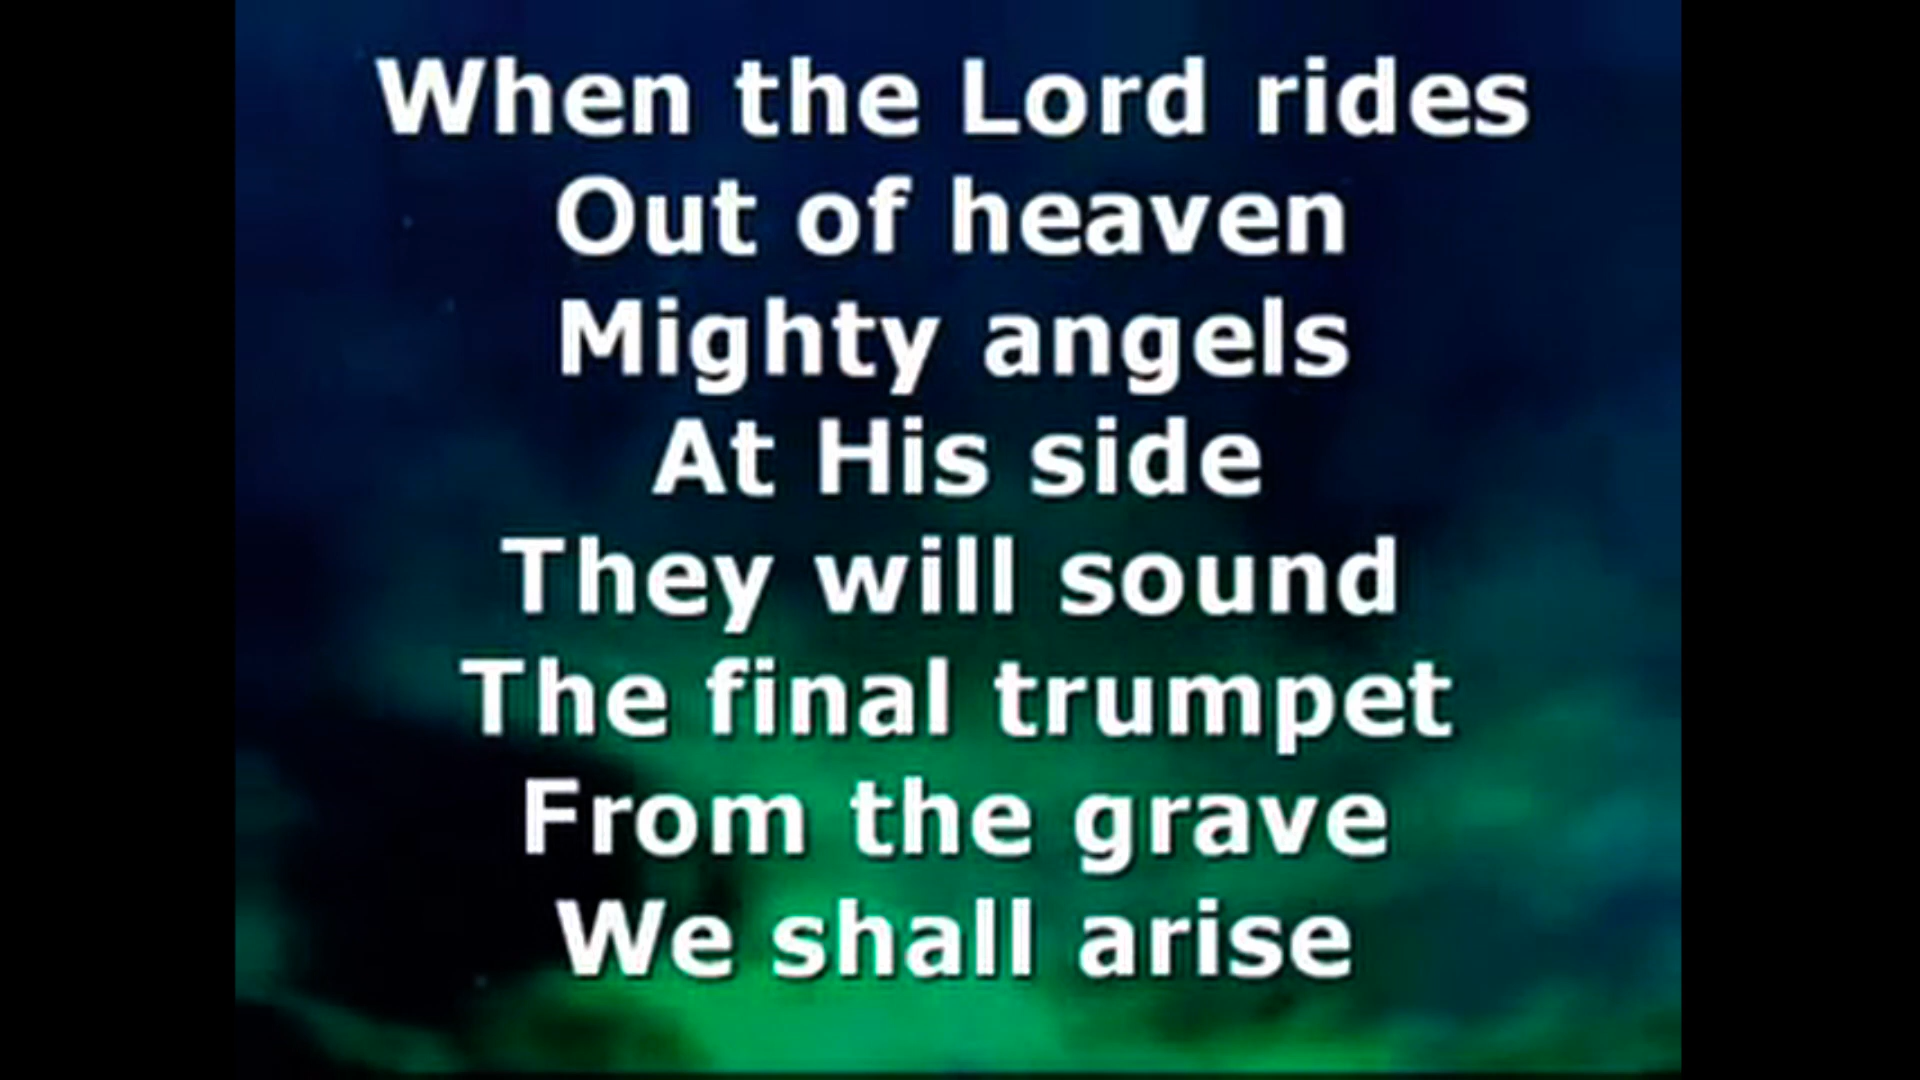 When the Lord rides
Out of heaven
Mighty angels
At His side
They will sound
The final trumpet
From the grave
We shall arise